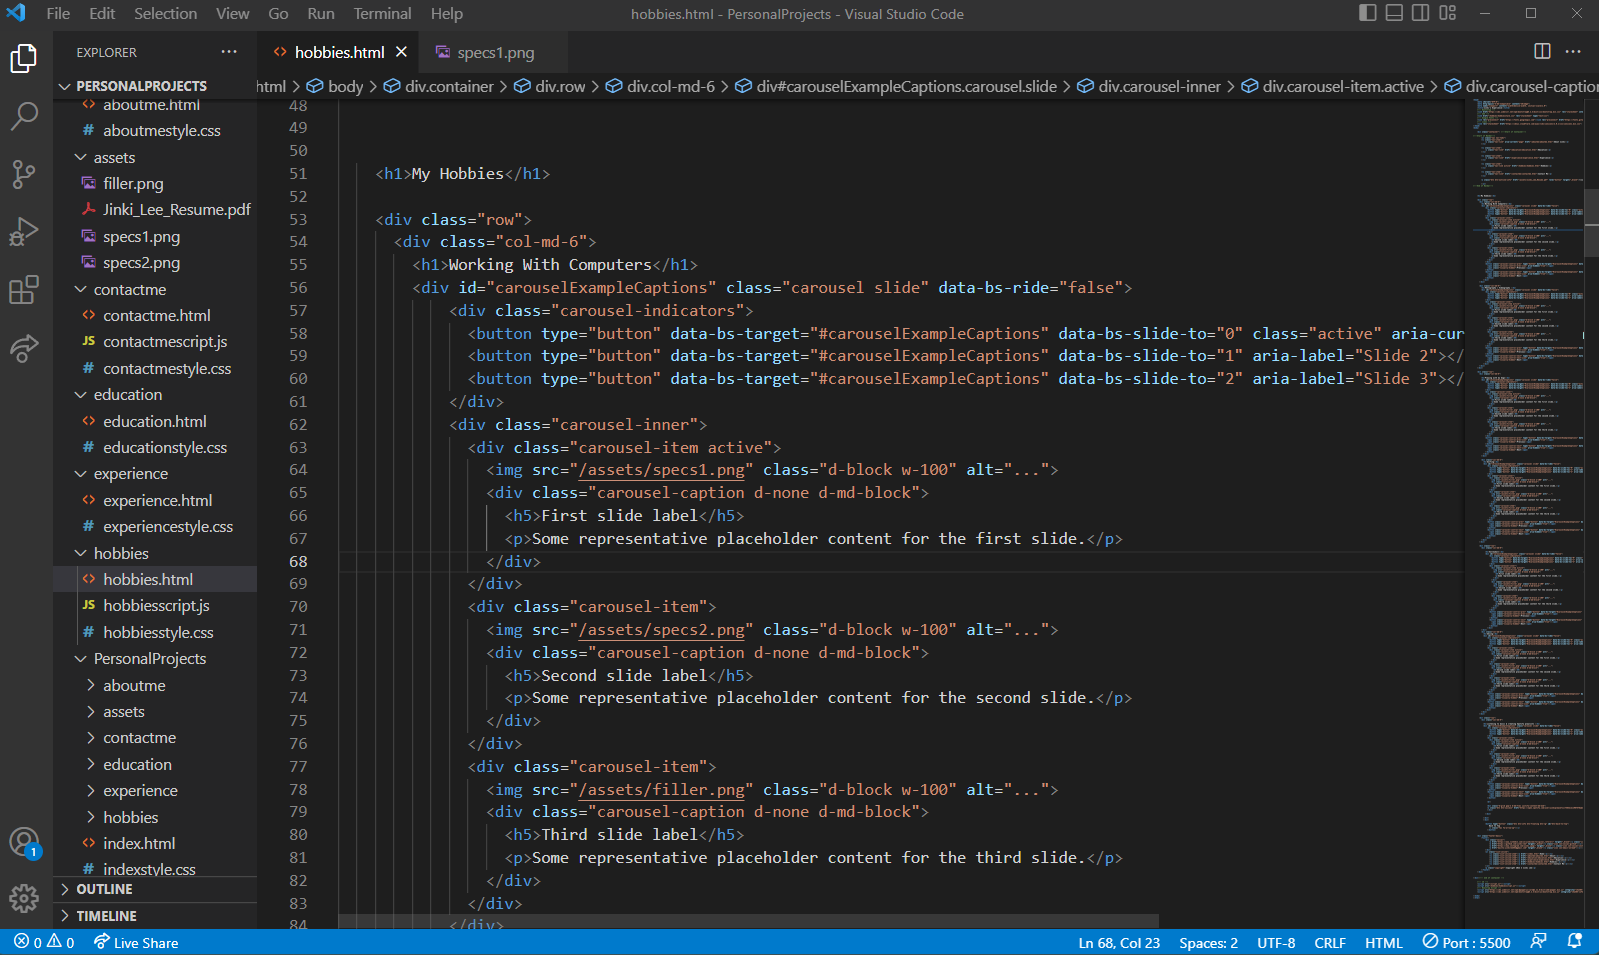 File Edit Selection View Go Run Terminal Help
hobbies.html - PersonalProjects - Visual Studio Code
EXPLORER
PERSONALPROJECTS
aboutme.html
# aboutmestyle.css
assets
filler.png
Jinki_Lee_Resume.pdf
specs1.png
specs2.png
contactme
<> contactme.html
JS contactmescript.js
# contactmestyle.css
education
<> education.html
# educationstyle.css
experience
<> experience.html
# experiencestyle.css
hobbies
<> hobbies.html
JS hobbiesscript.js
# hobbiesstyle.css
PersonalProjects
aboutme
assets
contactme
education
experience
hobbies
<> index.html
# indexstyle.css
OUTLINE
TIMELINE
<> hobbies.html specs1.png
html > body > div.container > div.row > div.col-md-6 > div#carouselExampleCaptions.carousel.slide > div.carousel-inner > div.carousel-item.active > div.carousel-captio
48
49
50
51 <h1>My Hobbies</h1>
52
53 <div class="row">
54 <div class="col-md-6">
55 <h1>Working With Computers</h1>
56 <div id="carouselExampleCaptions" class="carousel slide" data-bs-ride="false">
57 <div class="carousel-indicators">
58 <button type="button" data-bs-target="#carouselExampleCaptions" data-bs-slide-to="0" class="active" aria-cur
59 <button type="button" data-bs-target="#carouselExampleCaptions" data-bs-slide-to="1" aria-label="Slide 2"></
60 <button type="button" data-bs-target="#carouselExampleCaptions" data-bs-slide-to="2" aria-label="Slide 3"></
61 </div>
62 <div class="carousel-inner">
63 <div class="carousel-item active">
64 <img src="/assets/specs1.png" class="d-block w-100" alt="...">
65 <div class="carousel-caption d-none d-md-block">
66 <h5>First slide label</h5>
67 <p>Some representative placeholder content for the first slide.</p>
68 </div>
69 </div>
70 <div class="carousel-item">
71 <img src="/assets/specs2.png" class="d-block w-100" alt="...">
72 <div class="carousel-caption d-none d-md-block">
73 <h5>Second slide label</h5>
74 <p>Some representative placeholder content for the second slide.</p>
75 </div>
76 </div>
77 <div class="carousel-item">
78 <img src="/assets/filler.png" class="d-block w-100" alt="...">
79 <div class="carousel-caption d-none d-md-block">
80 <h5>Third slide label</h5>
81 <p>Some representative placeholder content for the third slide.</p>
82 </div>
83 </div>
84 </div>
1
0 0 Live Share
Ln 68, Col 23 Spaces: 2 UTF-8 CRLF HTML Port : 5500